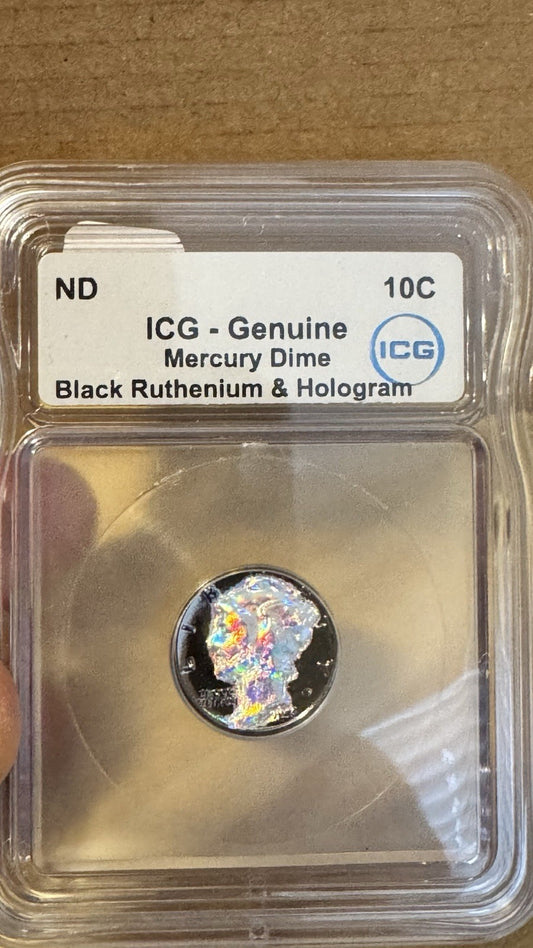 ND 10C
ICG - Genuine
Mercury Dime
ICG
Black Ruthenium & Hologram